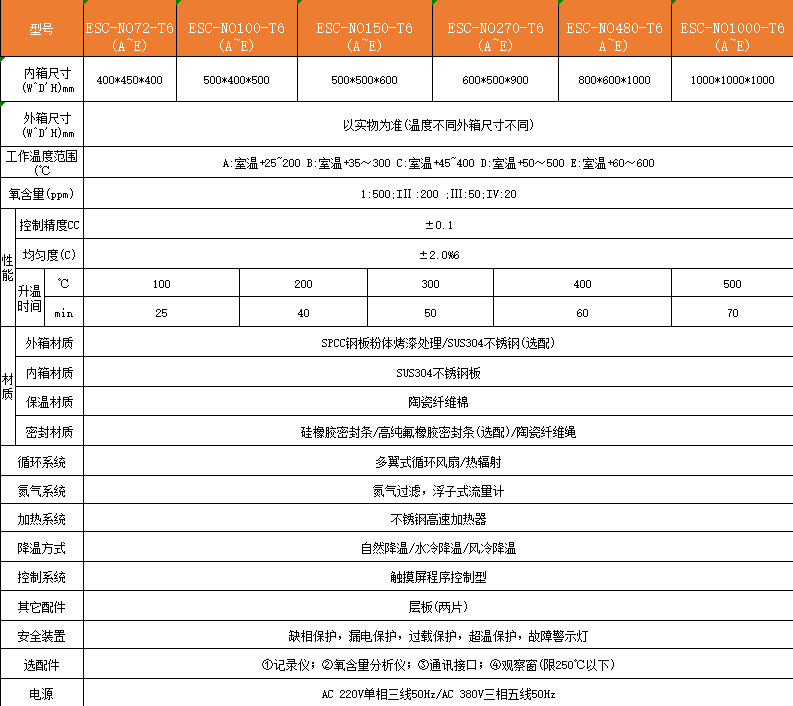 型号 ESC-NO72-T6 ESC-NO100-T6 ESC-NO150-T6 ESC-NO270-T6 ESC-NO480-T6 ESC-NO1000-T6
(A~E) (A~E) (A~E) (A~E) A~E) (A~E)
内箱尺寸
(W^D'H)mm 400*450*400 500*400*500 500*500*600 600*500*900 800*600*1000 1000*1000*1000
外箱尺寸
(W^D'H)mm 以实物为准(温度不同外箱尺寸不同)
工作温度范围
(℃ A:室温+25~200 B:室温+35～300 C:室温+45~400 D:室温+50～500 E:室温+60～600
氧含量(ppm) 1:500;IⅡ:200 ;Ⅲ:50;IV:20
性能
控制精度CC ±0.1
均匀度(C) ±2.0%6
升温
时间
℃ 100 200 300 400 500
min 25 40 50 60 70
材质
外箱材质 SPCC钢板粉体烤漆处理/SUS304不锈钢(选配)
内箱材质 SUS304不锈钢板
保温材质 陶瓷纤维棉
密封材质 硅橡胶密封条/高纯氟橡胶密封条(选配)/陶瓷纤维绳
循环系统 多翼式循环风扇/热辐射
氮气系统 氮气过滤，浮子式流量计
加热系统 不锈钢高速加热器
降温方式 自然降温/水冷降温/风冷降温
控制系统 触摸屏程序控制型
其它配件 层板(两片)
安全装置 缺相保护，漏电保护，过载保护，超温保护，故障警示灯
选配件 ①记录仪；②氧含量分析仪；③通讯接口；④观察窗(限250℃以下)
电源 AC 220V单相三线50Hz/AC 380V三相五线50Hz